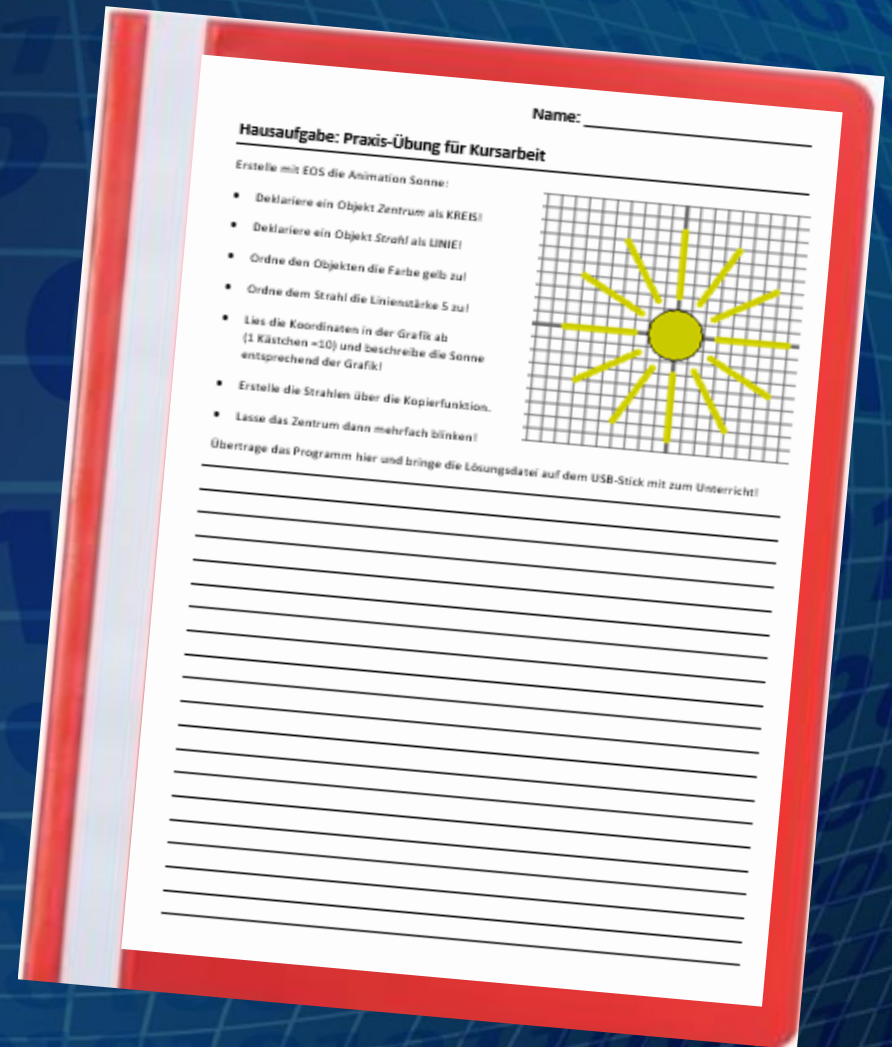 Name:
Hausaufgabe: Praxis-Übung für Kursarbeit
Erstelle mit EOS die Animation Sonne:
• Deklariere ein Objekt Zentrum als KREIS!
• Deklariere ein Objekt Strahl als LINIE!
• Ordne den Objekten die Farbe gelb zu!
• Ordne dem Strahl die Linienstärke 5 zu!
• Lies die Koordinaten in der Grafik ab
(1 Kästchen =10) und beschreibe die Sonne
entsprechend der Grafik!
• Erstelle die Strahlen über die Kopierfunktion.
• Lasse das Zentrum dann mehrfach blinken!
Übertrage das Programm hier und bringe die Lösungsdatei auf dem USB-Stick mit zum Unterricht!